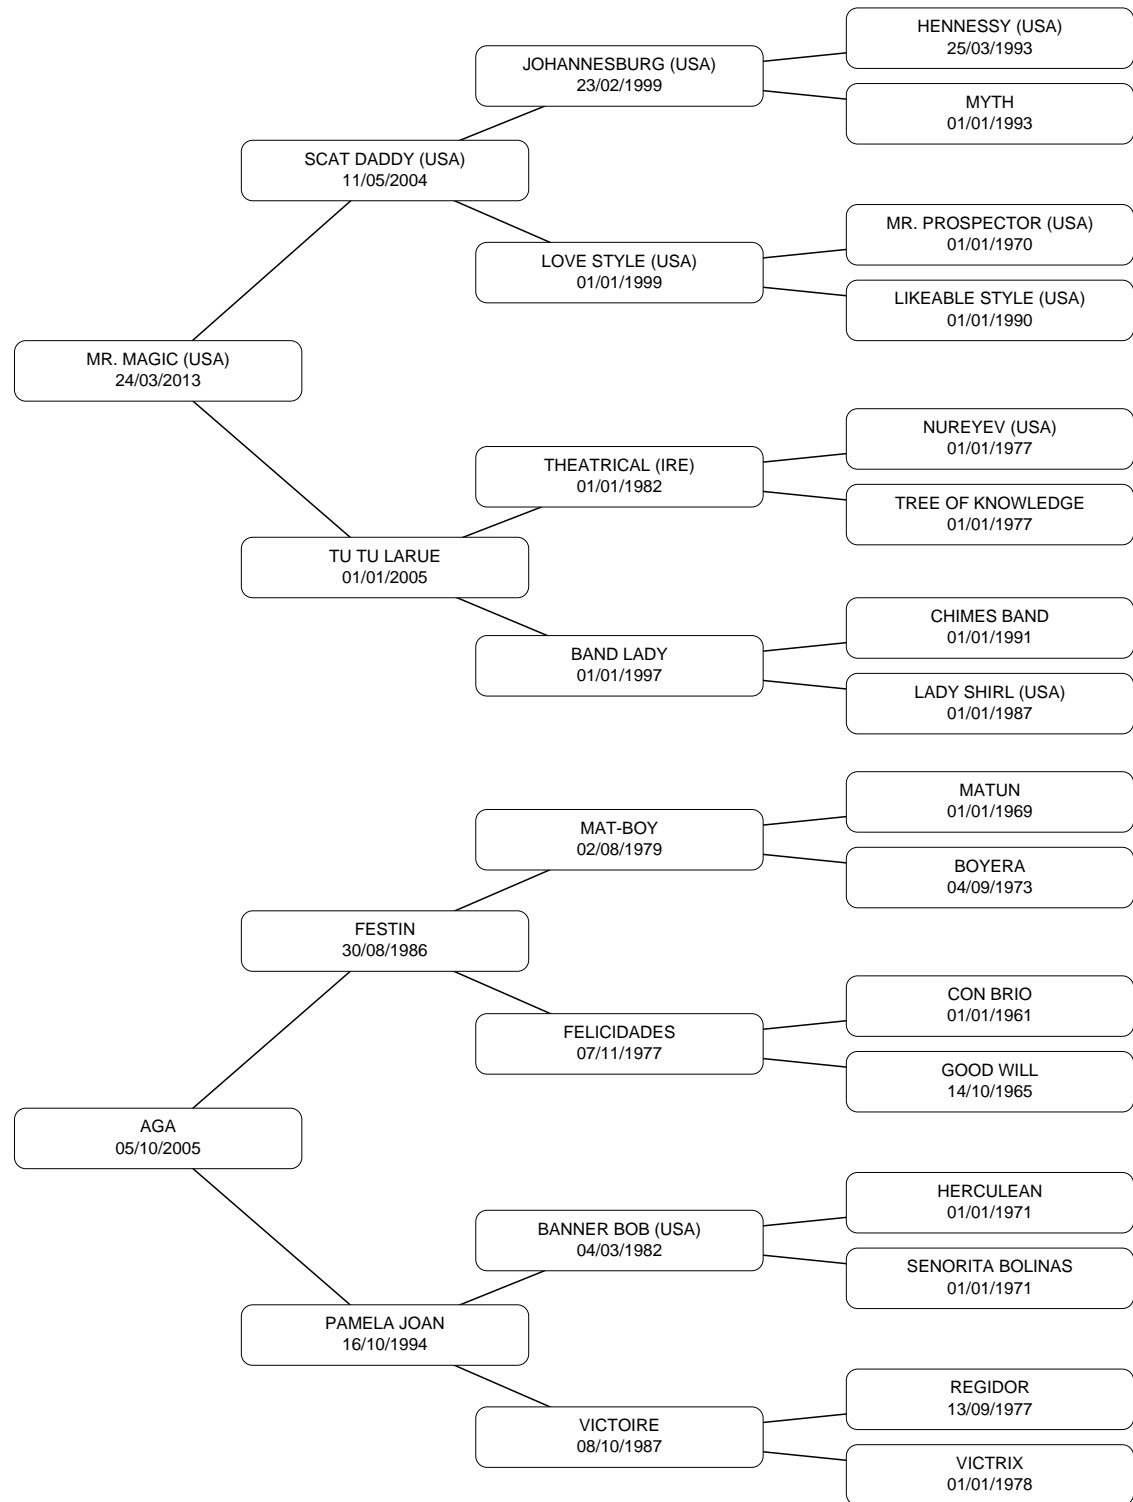 HENNESSY (USA)
25/03/1993
JOHANNESBURG (USA)
23/02/1999
MYTH
01/01/1993
SCAT DADDY (USA)
11/05/2004
MR. PROSPECTOR (USA)
01/01/1970
LOVE STYLE (USA)
01/01/1999
LIKEABLE STYLE (USA)
01/01/1990
MR. MAGIC (USA)
24/03/2013
NUREYEV (USA)
01/01/1977
THEATRICAL (IRE)
01/01/1982
TREE OF KNOWLEDGE
01/01/1977
TU TU LARUE
01/01/2005
CHIMES BAND
01/01/1991
BAND LADY
01/01/1997
LADY SHIRL (USA)
01/01/1987
MATUN
01/01/1969
MAT-BOY
02/08/1979
BOYERA
04/09/1973
FESTIN
30/08/1986
CON BRIO
01/01/1961
FELICIDADES
07/11/1977
GOOD WILL
14/10/1965
AGA
05/10/2005
HERCULEAN
01/01/1971
BANNER BOB (USA)
04/03/1982
SENORITA BOLINAS
01/01/1971
PAMELA JOAN
16/10/1994
REGIDOR
13/09/1977
VICTOIRE
08/10/1987
VICTRIX
01/01/1978